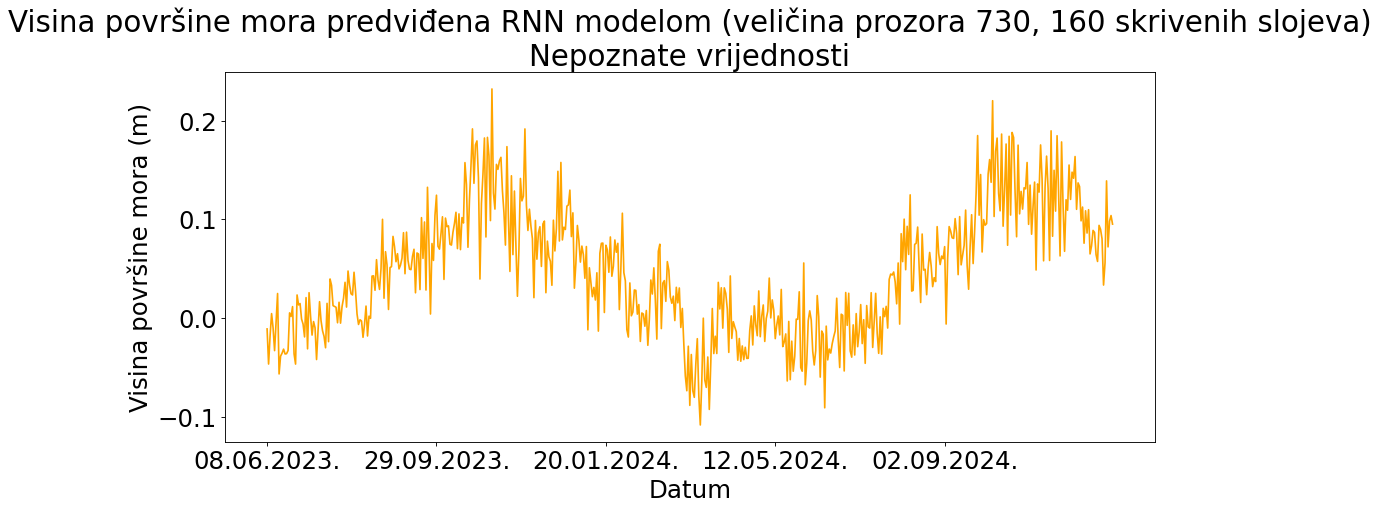 Visina površine mora predviđena RNN modelom (veličina prozora 730, 160 skrivenih slojeva)
Nepoznate vrijednosti
Visina površine mora (m)
0.2
0.1
0.0
−0.1
08.06.2023. 29.09.2023. 20.01.2024. 12.05.2024. 02.09.2024.
Datum